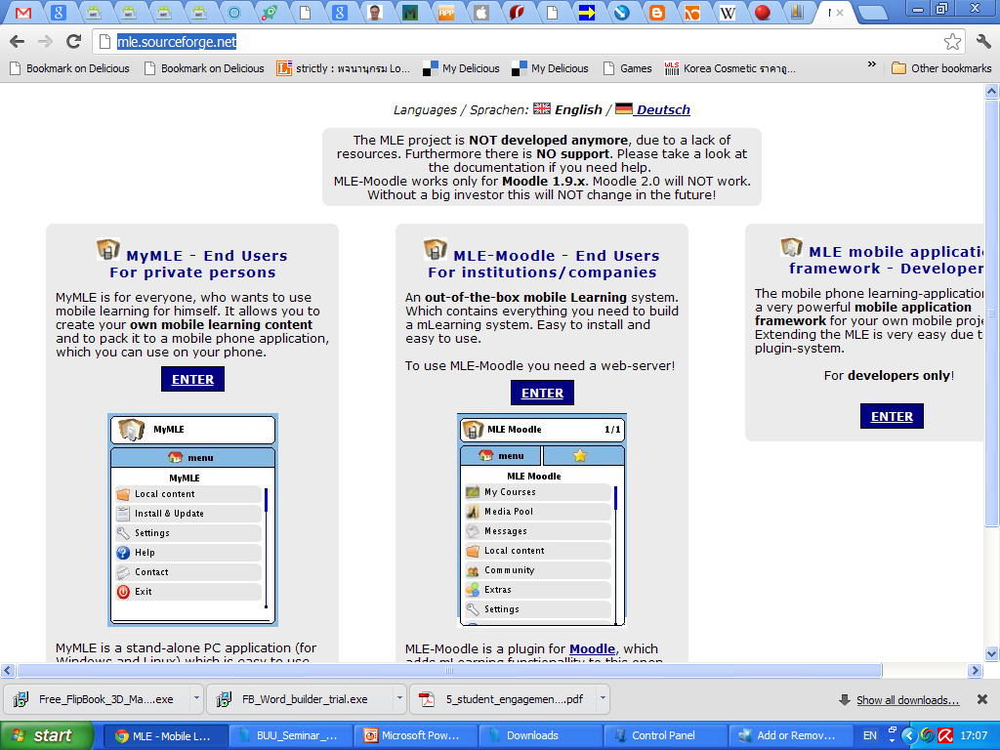 mle.sourceforge.net
Bookmark on Delicious
Bookmark on Delicious
strictly : พจนานุกรม Lo...
My Delicious
My Delicious
Games
Korea Cosmetic ราคาถู...
»
Other bookmarks
Languages / Sprachen: English / Deutsch
The MLE project is NOT developed anymore, due to a lack of
resources. Furthermore there is NO support. Please take a look at
the documentation if you need help.
MLE-Moodle works only for Moodle 1.9.x. Moodle 2.0 will NOT work.
Without a big investor this will NOT change in the future!
MyMLE - End Users
For private persons
MyMLE is for everyone, who wants to use
mobile learning for himself. It allows you to
create your own mobile learning content
and to pack it to a mobile phone application,
which you can use on your phone.
ENTER
MyMLE
menu
MyMLE
Local content
Install & Update
Settings
Help
Contact
Exit
MyMLE is a stand-alone PC application (for
Windows and Linux) which is easy to use
MLE-Moodle - End Users
For institutions/companies
An out-of-the-box mobile Learning system.
Which contains everything you need to build
a mLearning system. Easy to install and
easy to use.
To use MLE-Moodle you need a web-server!
ENTER
MLE Moodle 1/1
menu
MLE Moodle
My Courses
Media Pool
Messages
Local content
Community
Extras
Settings
MLE-Moodle is a plugin for Moodle, which
adds mLearning functionallity to this open
MLE mobile applicatio
framework - Developer
The mobile phone learning-application
a very powerful mobile application
framework for your own mobile proje
Extending the MLE is very easy due t
plugin-system.
For developers only!
ENTER
Free_FlipBook_3D_Ma....exe
FB_Word_builder_trial.exe
5_student_engagemen....pdf
Show all downloads...
start
MLE - Mobile L...
BUU_Seminar_...
Microsoft Pow...
Downloads
Control Panel
Add or Remov...
EN
17:07